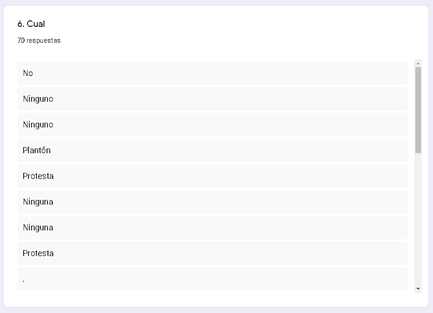 6. Cual
70 respuestas
No
Ninguno
Ninguno
Plantón
Protesta
Ninguna
Ninguna
Protesta
.